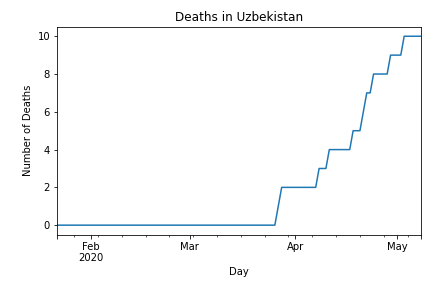 Deaths in Uzbekistan
10
8
6
4
2
0
Number of Deaths
Feb
2020
Mar
Apr
May
Day